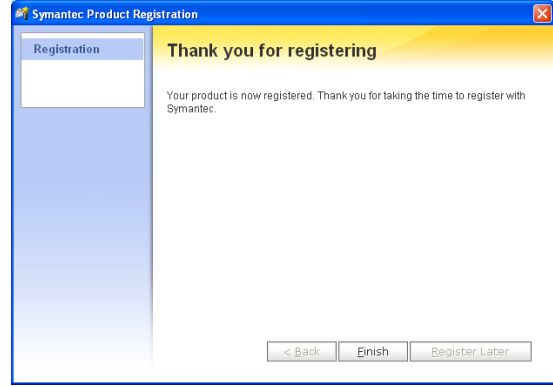 Symantec Product Registration
Registration
Thank you for registering
Your product is now registered. Thank you for taking the time to register with
Symantec.
< Back
Finish
Register Later